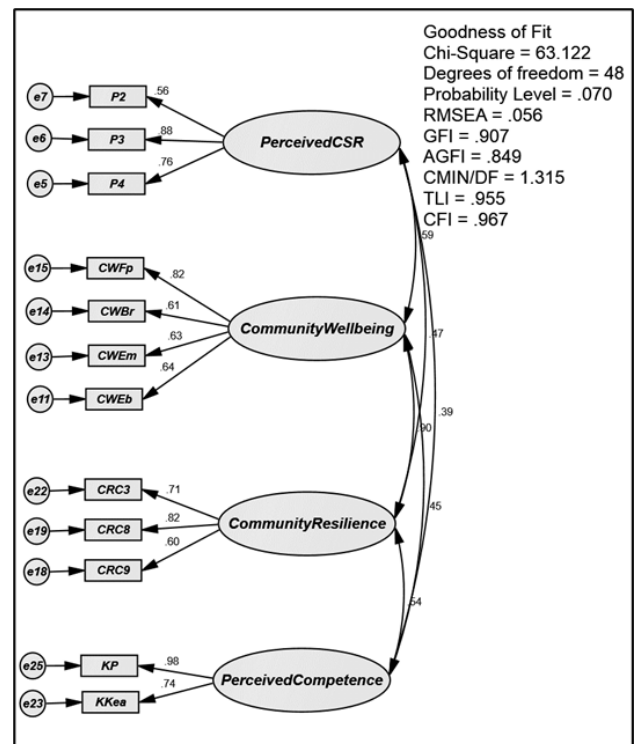 Goodness of Fit
Chi-Square = 63.122
Degrees of freedom = 48
Probability Level = .070
RMSEA = .056
GFI = .907
AGFI = .849
CMIN/DF = 1.315
TLI = .955
CFI = .967
e7 P2 .56
e6 P3 .88
e5 P4 .76
PerceivedCSR
.59
e15 CWFp .82
e14 CWBr .61
e13 CWEm .63
e11 CWEb .64
CommunityWellbeing
.47
.39
.90
.45
e22 CRC3 .71
e19 CRC8 .82
e18 CRC9 .60
CommunityResilience
.54
e25 KP .98
e23 KKea .74
PerceivedCompetence